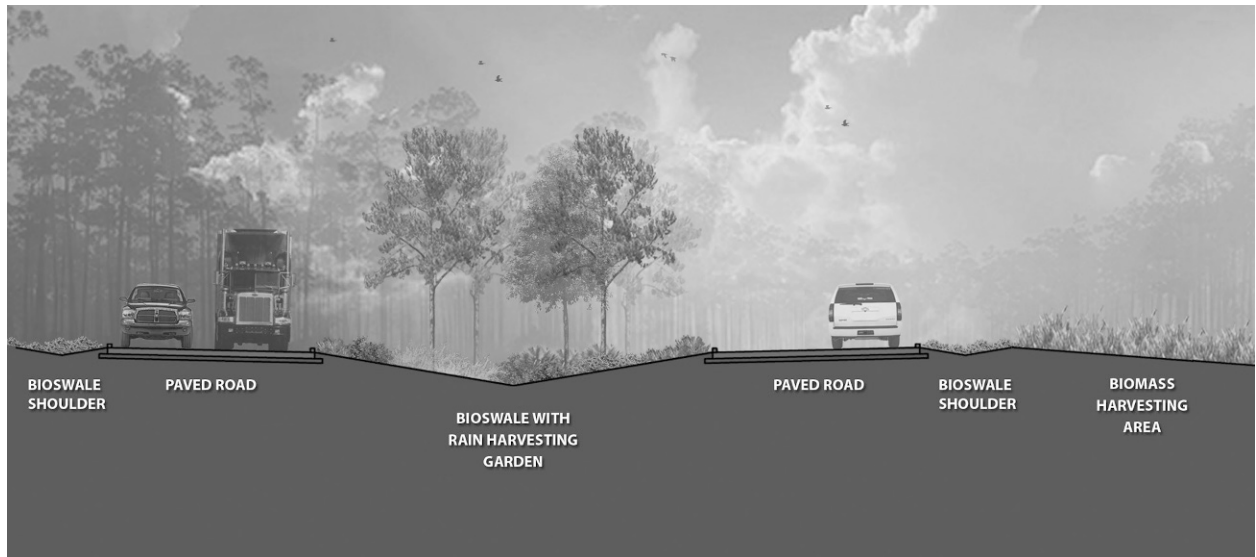 BIOSWALE
SHOULDER
PAVED ROAD
BIOSWALE WITH
RAIN HARVESTING
GARDEN
PAVED ROAD
BIOSWALE
SHOULDER
BIOMASS
HARVESTING
AREA